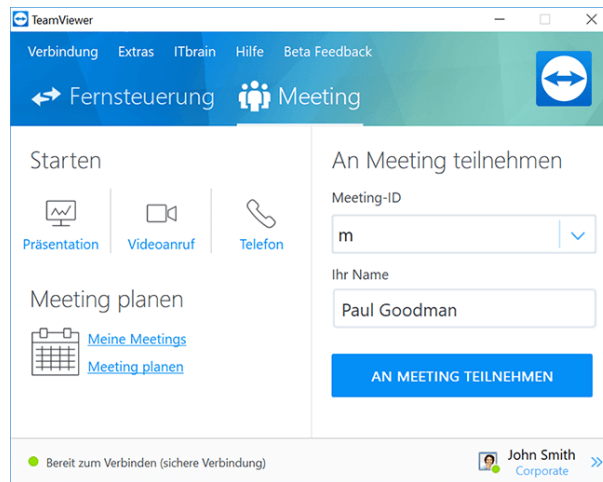 TeamViewer
Verbindung Extras ITbrain Hilfe Beta Feedback
Fernsteuerung Meeting
Starten
Präsentation Videoanruf Telefon
Meeting planen
Meine Meetings
Meeting planen
An Meeting teilnehmen
Meeting-ID
m
Ihr Name
Paul Goodman
AN MEETING TEILNEHMEN
Bereit zum Verbinden (sichere Verbindung)
John Smith
Corporate